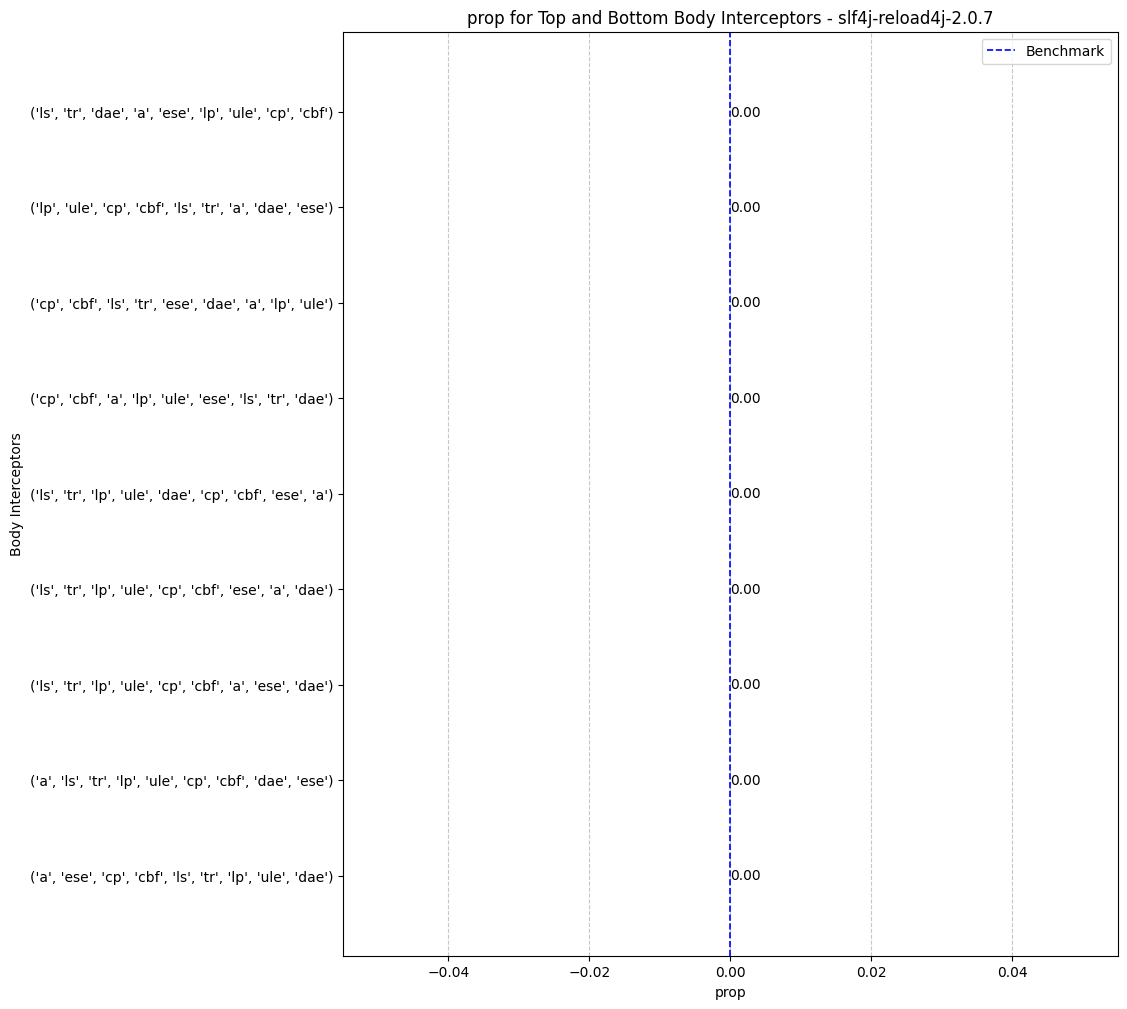 prop for Top and Bottom Body Interceptors - slf4j-reload4j-2.0.7
Benchmark
('ls', 'tr', 'dae', 'a', 'ese', 'lp', 'ule', 'cp', 'cbf')
0.00
('lp', 'ule', 'cp', 'cbf', 'ls', 'tr', 'a', 'dae', 'ese')
0.00
('cp', 'cbf', 'ls', 'tr', 'ese', 'dae', 'a', 'lp', 'ule')
0.00
('cp', 'cbf', 'a', 'lp', 'ule', 'ese', 'ls', 'tr', 'dae')
0.00
('ls', 'tr', 'lp', 'ule', 'dae', 'cp', 'cbf', 'ese', 'a')
0.00
('ls', 'tr', 'lp', 'ule', 'cp', 'cbf', 'ese', 'a', 'dae')
0.00
('ls', 'tr', 'lp', 'ule', 'cp', 'cbf', 'a', 'ese', 'dae')
0.00
('a', 'ls', 'tr', 'lp', 'ule', 'cp', 'cbf', 'dae', 'ese')
0.00
('a', 'ese', 'cp', 'cbf', 'ls', 'tr', 'lp', 'ule', 'dae')
0.00
Body Interceptors
−0.04 −0.02 0.00 0.02 0.04
prop